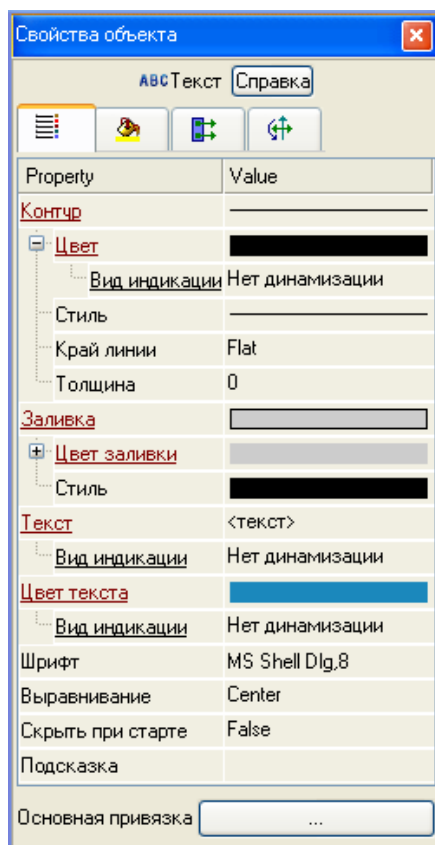 Свойства объекта
ABC Текст Справка
Property Value
Контур
Цвет
Вид индикации Нет динамизации
Стиль
Край линии Flat
Толщина 0
Заливка
Цвет заливки
Стиль
Текст <текст>
Вид индикации Нет динамизации
Цвет текста
Вид индикации Нет динамизации
Шрифт MS Shell Dlg,8
Выравнивание Center
Скрыть при старте False
Подсказка
Основная привязка ...